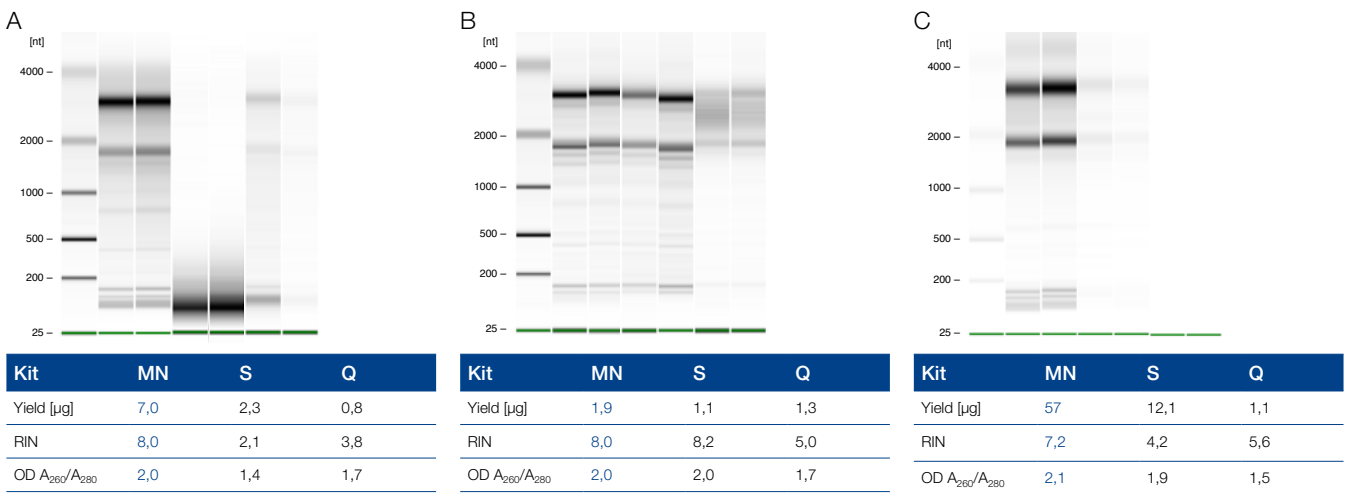 A
[nt]
4000 –
2000 –
1000 –
500 –
200 –
25 –
Kit MN S Q
Yield [µg] 7,0 2,3 0,8
RIN 8,0 2,1 3,8
OD A260/A280 2,0 1,4 1,7
B
[nt]
4000 –
2000 –
1000 –
500 –
200 –
25 –
Kit MN S Q
Yield [µg] 1,9 1,1 1,3
RIN 8,0 8,2 5,0
OD A260/A280 2,0 2,0 1,7
C
[nt]
4000 –
2000 –
1000 –
500 –
200 –
25 –
Kit MN S Q
Yield [µg] 57 12,1 1,1
RIN 7,2 4,2 5,6
OD A260/A280 2,1 1,9 1,5